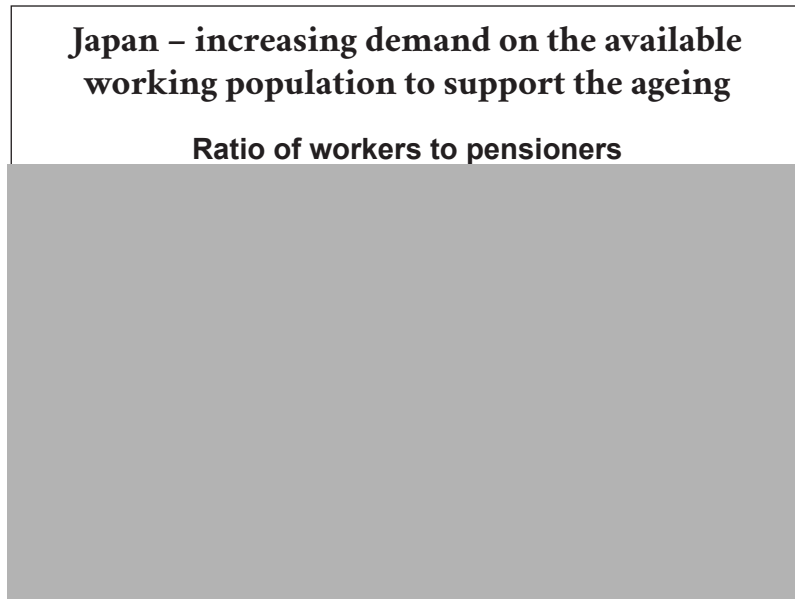 Japan – increasing demand on the available
working population to support the ageing
Ratio of workers to pensioners